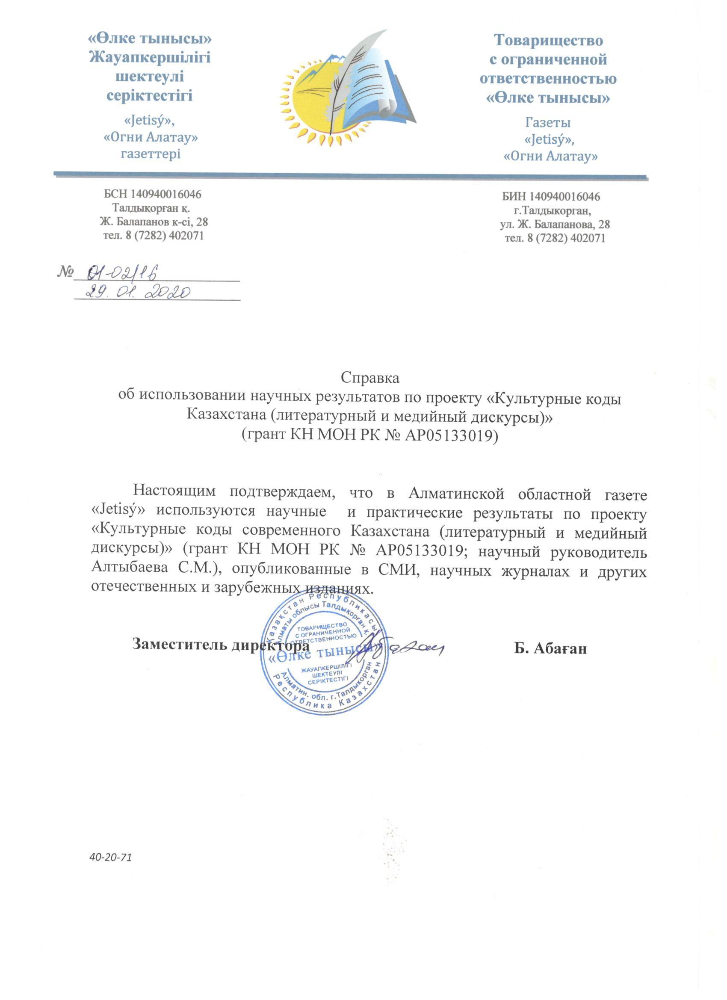 «Өлке тынысы»
Жауапкершілігі
шектеулі
серіктестігі
«Jetisý»,
«Огни Алатау»
газеттері
Товарищество
с ограниченной
ответственностью
«Өлке тынысы»
Газеты
«Jetisý»,
«Огни Алатау»
БСН 140940016046
Талдықорған қ.
Ж. Балапанов к-сі, 28
тел. 8 (7282) 402071
БИН 140940016046
г.Талдыкорган,
ул. Ж. Балапанова, 28
тел. 8 (7282) 402071
№ 01-02/16
29. 01. 2020
Справка
об использовании научных результатов по проекту «Культурные коды
Казахстана (литературный и медийный дискурсы)»
(грант КН МОН РК № АР05133019)
Настоящим подтверждаем, что в Алматинской областной газете
«Jetisý» используются научные и практические результаты по проекту
«Культурные коды современного Казахстана (литературный и медийный
дискурсы)» (грант КН МОН РК № АР05133019; научный руководитель
Алтыбаева С.М.), опубликованные в СМИ, научных журналах и других
отечественных и зарубежных изданиях.
Заместитель директора Б. Абаған
Қазақстан Республикасы
Алматы облысы Талдықорған қ.
ТОВАРИЩЕСТВО
С ОГРАНИЧЕННОЙ
ОТВЕТСТВЕННОСТЬЮ
«Өлке тынысы»
ЖАУАПКЕРШІЛІГІ
ШЕКТЕУЛІ
СЕРІКТЕСТІГІ
Алматин. обл. г.Талдыкорган
Республика Казахстан
40-20-71